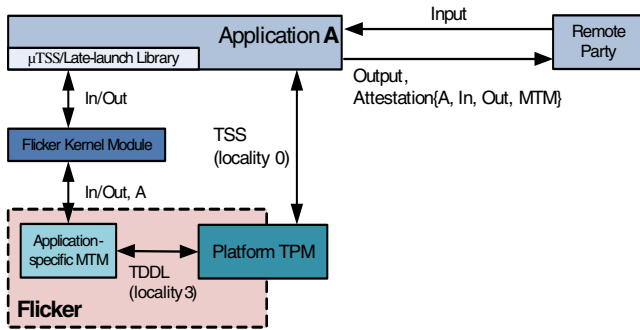 Input
Application A
μTSS/Late-launch Library
Remote
Party
Output,
Attestation{A, In, Out, MTM}
In/Out
TSS
(locality 0)
Flicker Kernel Module
In/Out, A
Application-
specific MTM
Platform TPM
TDDL
(locality 3)
Flicker